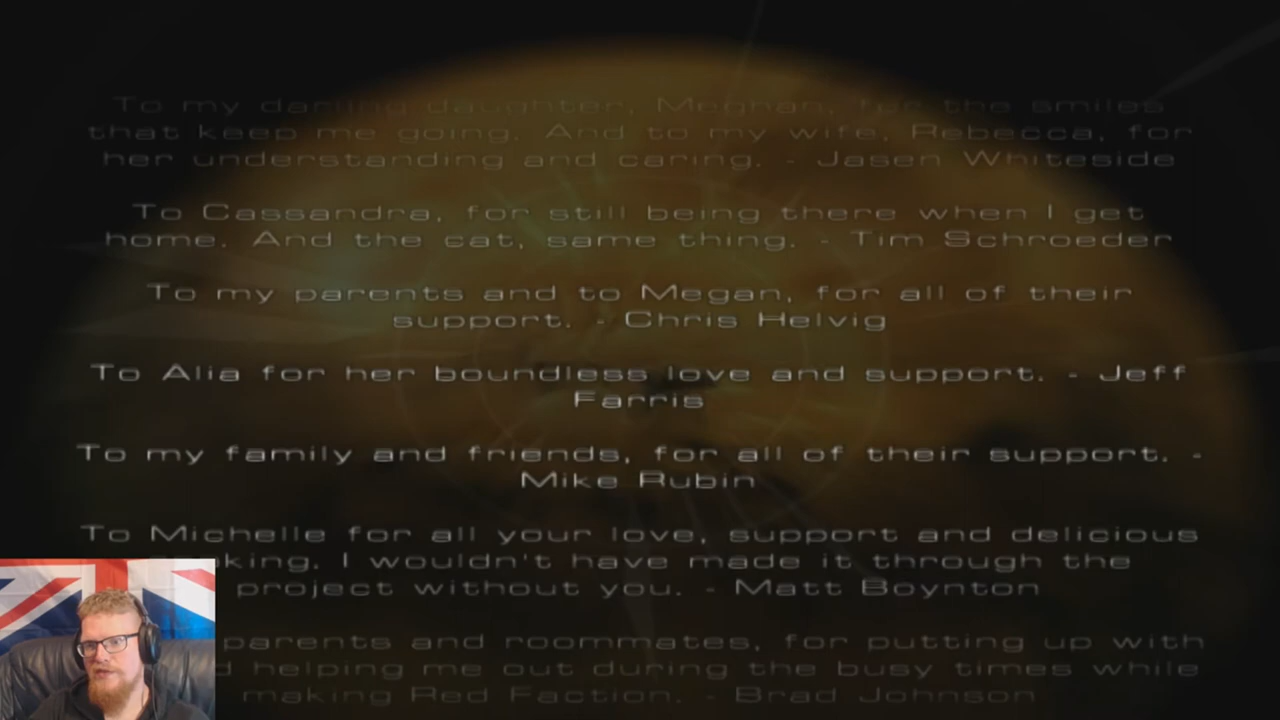 To my darling daughter, Meghan, for the smiles
that keep me going. And to my wife, Rebecca, for
her understanding and caring. - Jasen Whiteside
To Cassandra, for still being there when I get
home. And the cat, same thing. - Tim Schroeder
To my parents and to Megan, for all of their
support. - Chris Helvig
To Alia for her boundless love and support. - Jeff
Farris
To my family and friends, for all of their support. -
Mike Rubin
To Michelle for all your love, support and delicious
king. I wouldn't have made it through the
project without you. - Matt Boynton
parents and roommates, for putting up with
helping me out during the busy times while
making Red Faction. - Brad Johnson